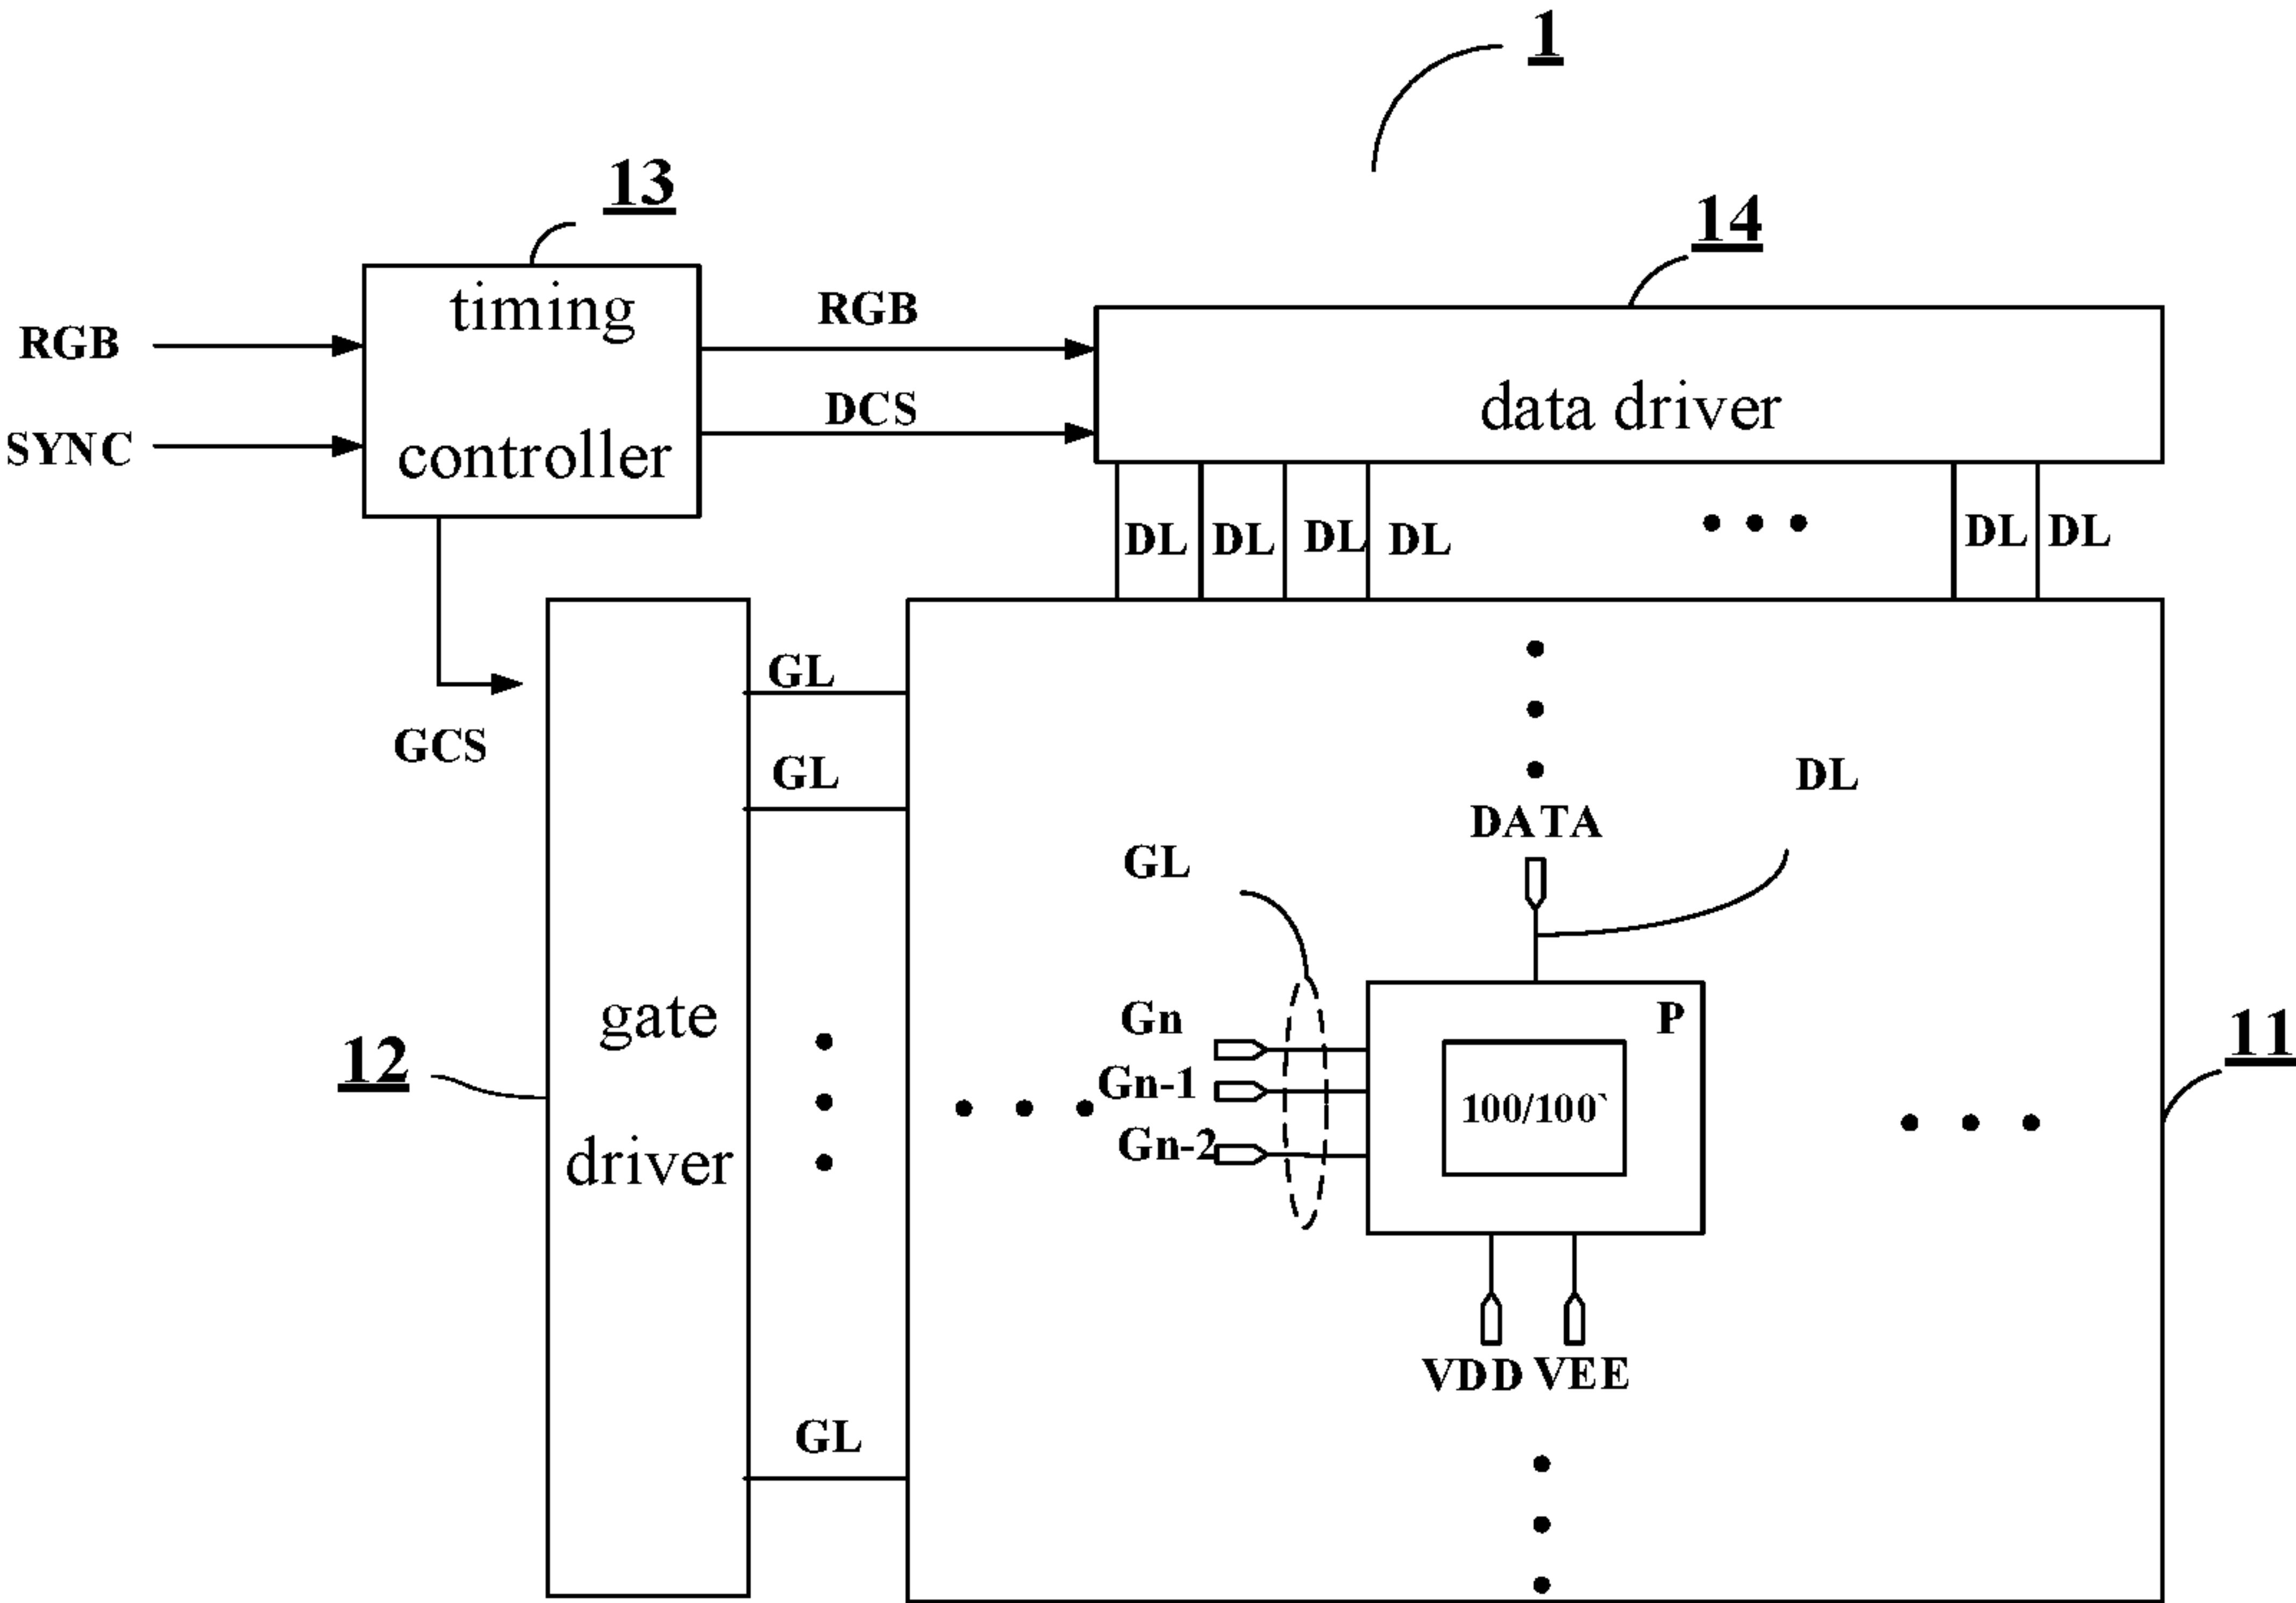 1
13
14
timing
RGB
RGB
DCS
data driver
SYNC
controller
DL DL DL DL DL DL
GL
GCS
GL
DL
DATA
GL
gate
Gn
P
12
11
Gn-1
100/100`
Gn-2
driver
VDD VEE
GL